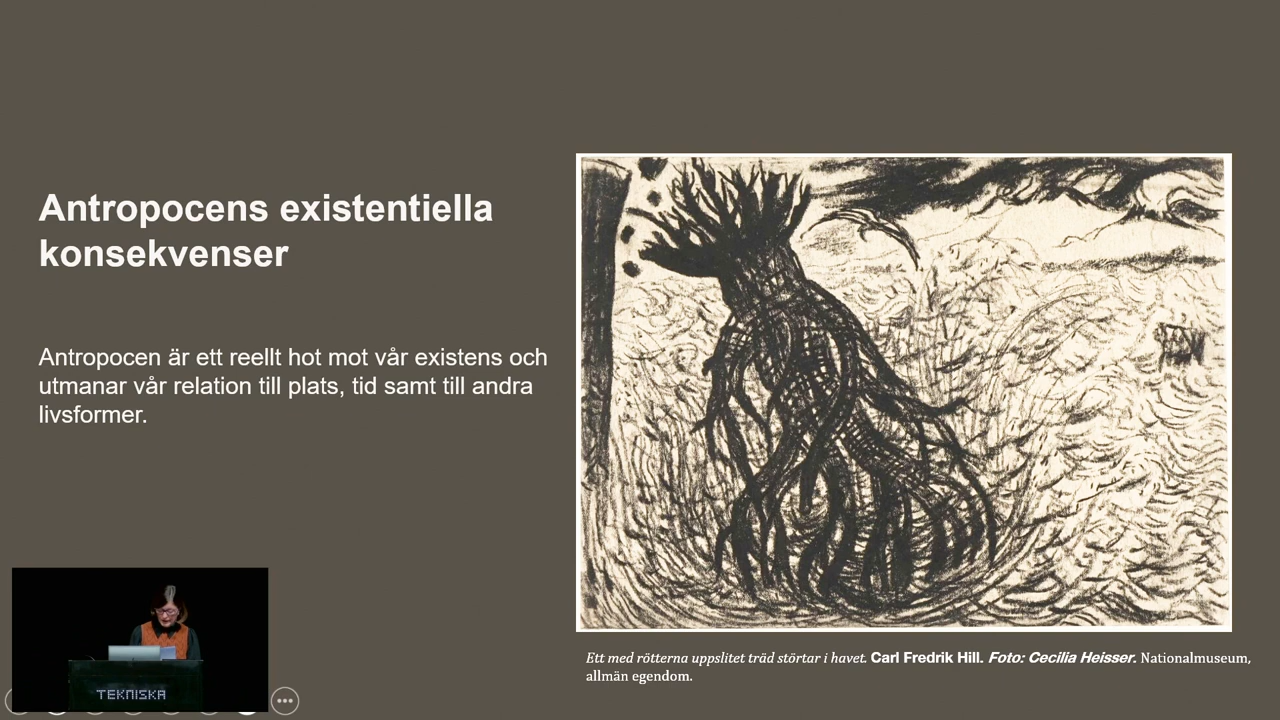 Antropocens existentiella
konsekvenser
Antropocen är ett reellt hot mot vår existens och
utmanar vår relation till plats, tid samt till andra
livsformer.
Ett med rötterna uppslitet träd störtar i havet. Carl Fredrik Hill. Foto: Cecilia Heisser. Nationalmuseum,
allmän egendom.
TEKNISKA